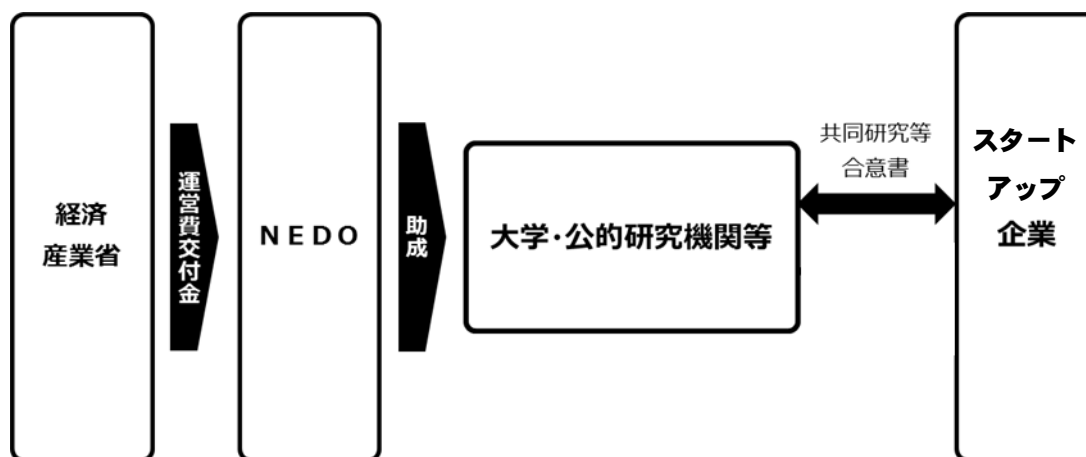 経済
産業省
運営費交付金
NEDO
助成
大学･公的研究機関等
共同研究等
合意書
スタート
アップ
企業